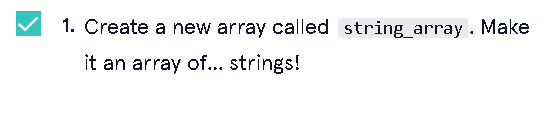 1. Create a new array called string_array. Make
it an array of... strings!